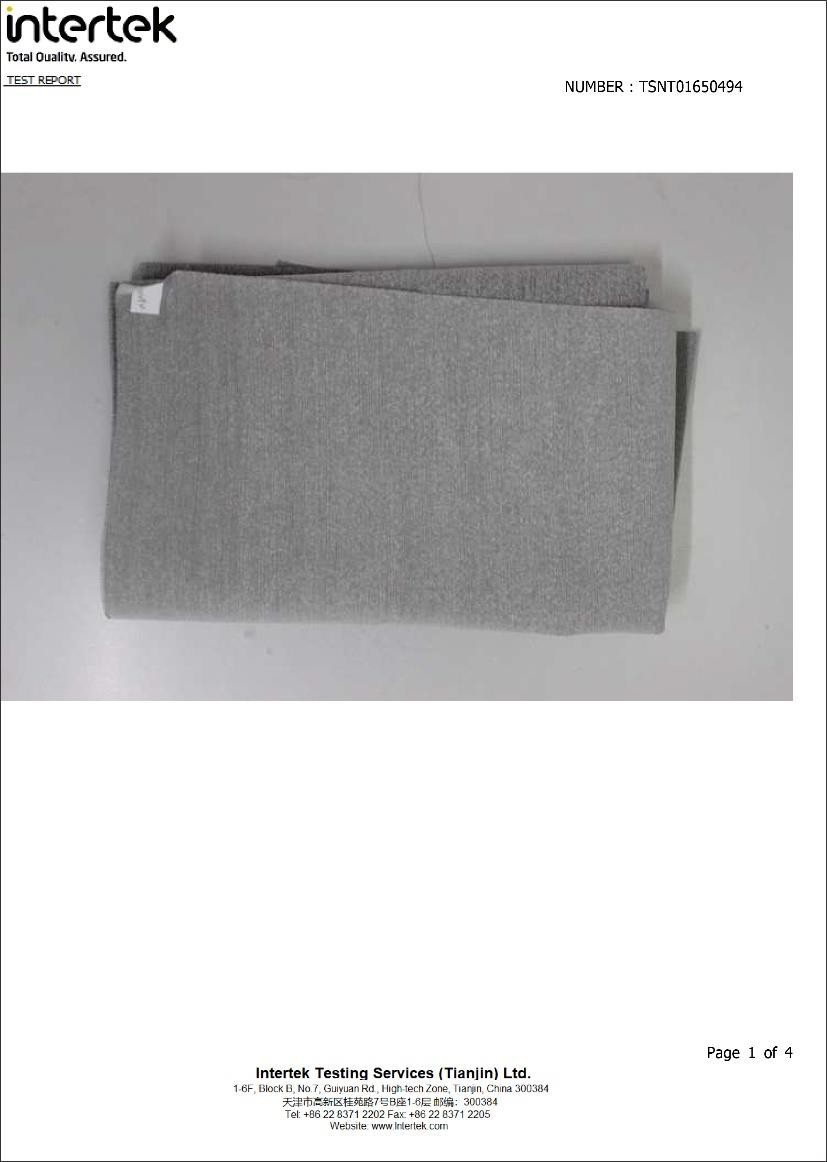 intertek
Total Quality. Assured.
TEST REPORT
NUMBER : TSNT01650494
Page 1 of 4
Intertek Testing Services (Tianjin) Ltd.
1-6F, Block B, No.7, Guiyuan Rd., High-tech Zone, Tianjin, China 300384
天津市高新区桂苑路7号B座1-6层 邮编：300384
Tel: +86 22 8371 2202 Fax: +86 22 8371 2205
Website: www.Intertek.com